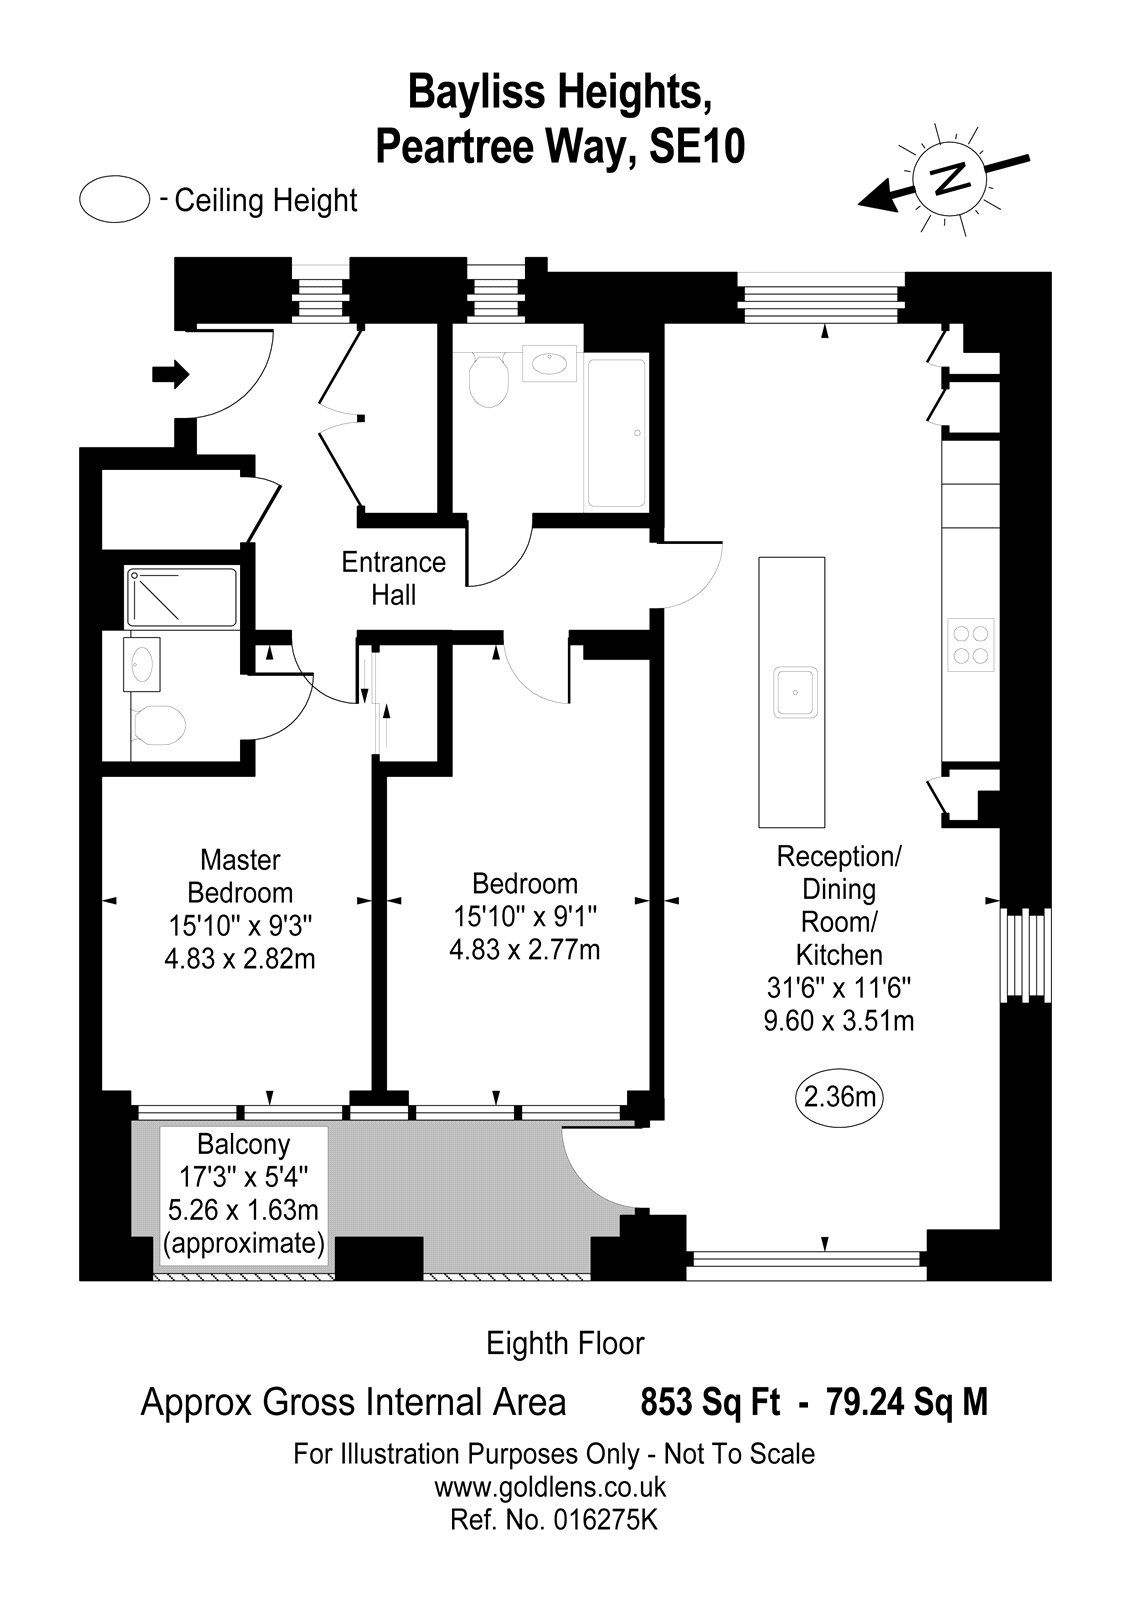 Bayliss Heights,
Peartree Way, SE10
- Ceiling Height
N
Entrance
Hall
Master
Bedroom
15'10" x 9'3"
4.83 x 2.82m
Bedroom
15'10" x 9'1"
4.83 x 2.77m
Reception/
Dining
Room/
Kitchen
31'6" x 11'6"
9.60 x 3.51m
2.36m
Balcony
17'3" x 5'4"
5.26 x 1.63m
(approximate)
Eighth Floor
Approx Gross Internal Area 853 Sq Ft - 79.24 Sq M
For Illustration Purposes Only - Not To Scale
www.goldlens.co.uk
Ref. No. 016275K